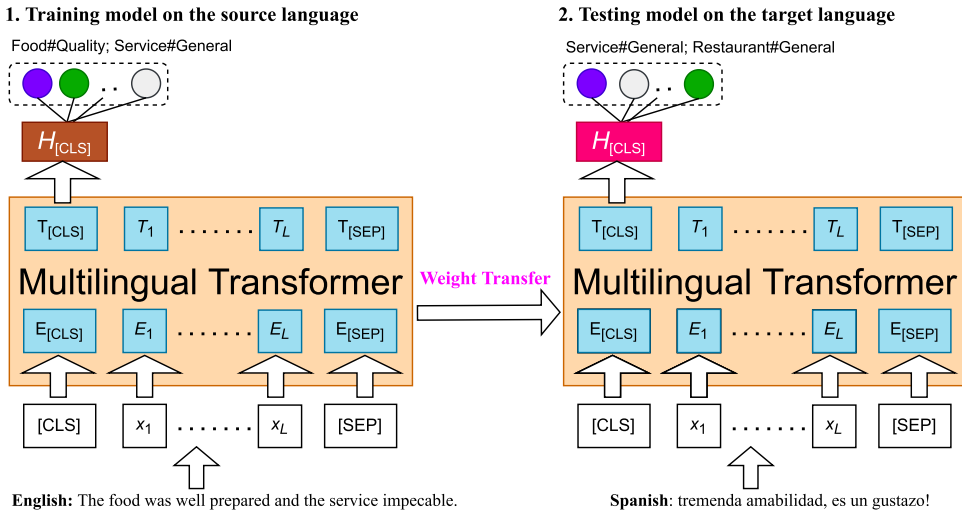 1. Training model on the source language
Food#Quality; Service#General
. .
H[CLS]
T[CLS] T1 . . . . . . . TL T[SEP]
Multilingual Transformer
E[CLS] E1 . . . . . . . EL E[SEP]
[CLS] x1 . . . . . . . xL [SEP]
English: The food was well prepared and the service impecable.
Weight Transfer
2. Testing model on the target language
Service#General; Restaurant#General
. .
H[CLS]
T[CLS] T1 . . . . . . . TL T[SEP]
Multilingual Transformer
E[CLS] E1 . . . . . . . EL E[SEP]
[CLS] x1 . . . . . . . xL [SEP]
Spanish: tremenda amabilidad, es un gustazo!